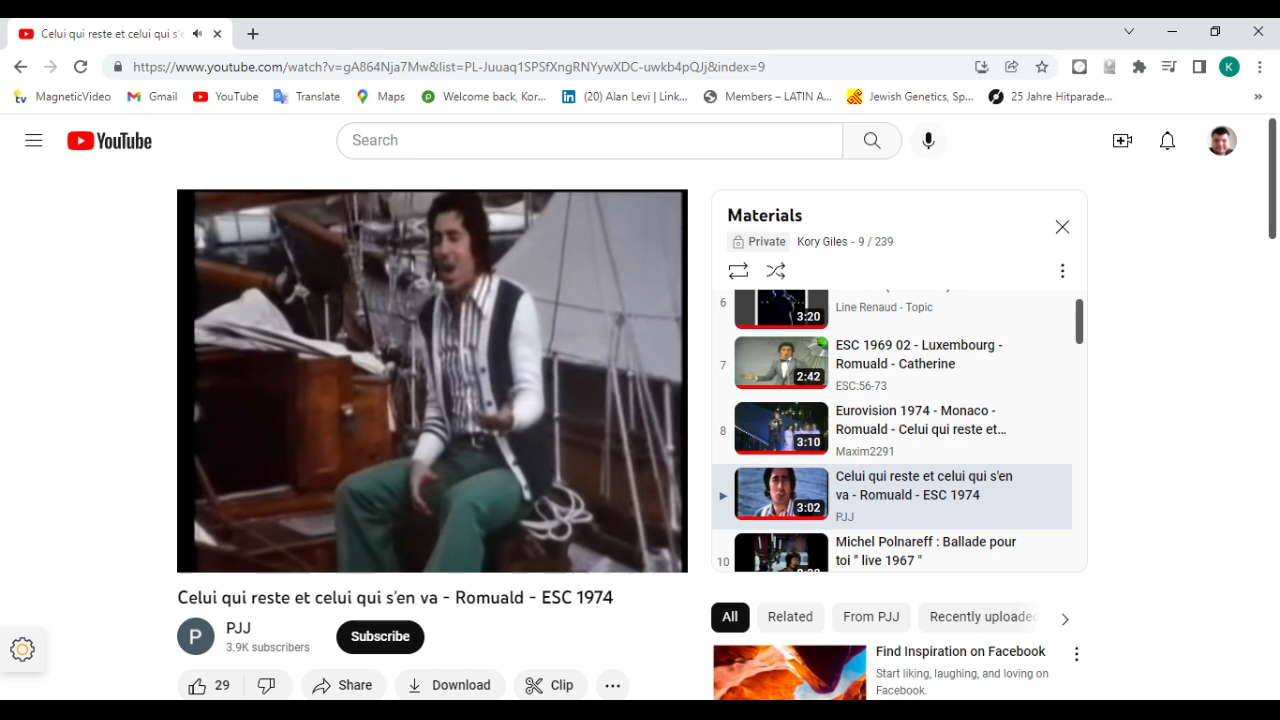 Celui qui reste et celui qui s'e
https://www.youtube.com/watch?v=gA864Nja7Mw&list=PL-Juuaq1SPSfXngRNYywXDC-uwkb4pQJj&index=9
K
MagneticVideo
Gmail
YouTube
Translate
Maps
Welcome back, Kor...
(20) Alan Levi | Link...
Members – LATIN A...
Jewish Genetics, Sp...
25 Jahre Hitparade...
YouTube
Search
Materials
Private Kory Giles - 9 / 239
6
3:20
Line Renaud - Topic
7
2:42
ESC 1969 02 - Luxembourg -
Romuald - Catherine
ESC:56-73
8
3:10
Eurovision 1974 - Monaco -
Romuald - Celui qui reste et...
Maxim2291
3:02
Celui qui reste et celui qui s'en
va - Romuald - ESC 1974
PJJ
10
Michel Polnareff : Ballade pour
toi " live 1967 "
Celui qui reste et celui qui s'en va - Romuald - ESC 1974
P
PJJ
3.9K subscribers
Subscribe
29
Share
Download
Clip
All
Related
From PJJ
Recently uploaded
Find Inspiration on Facebook
Start liking, laughing, and loving on
Facebook.